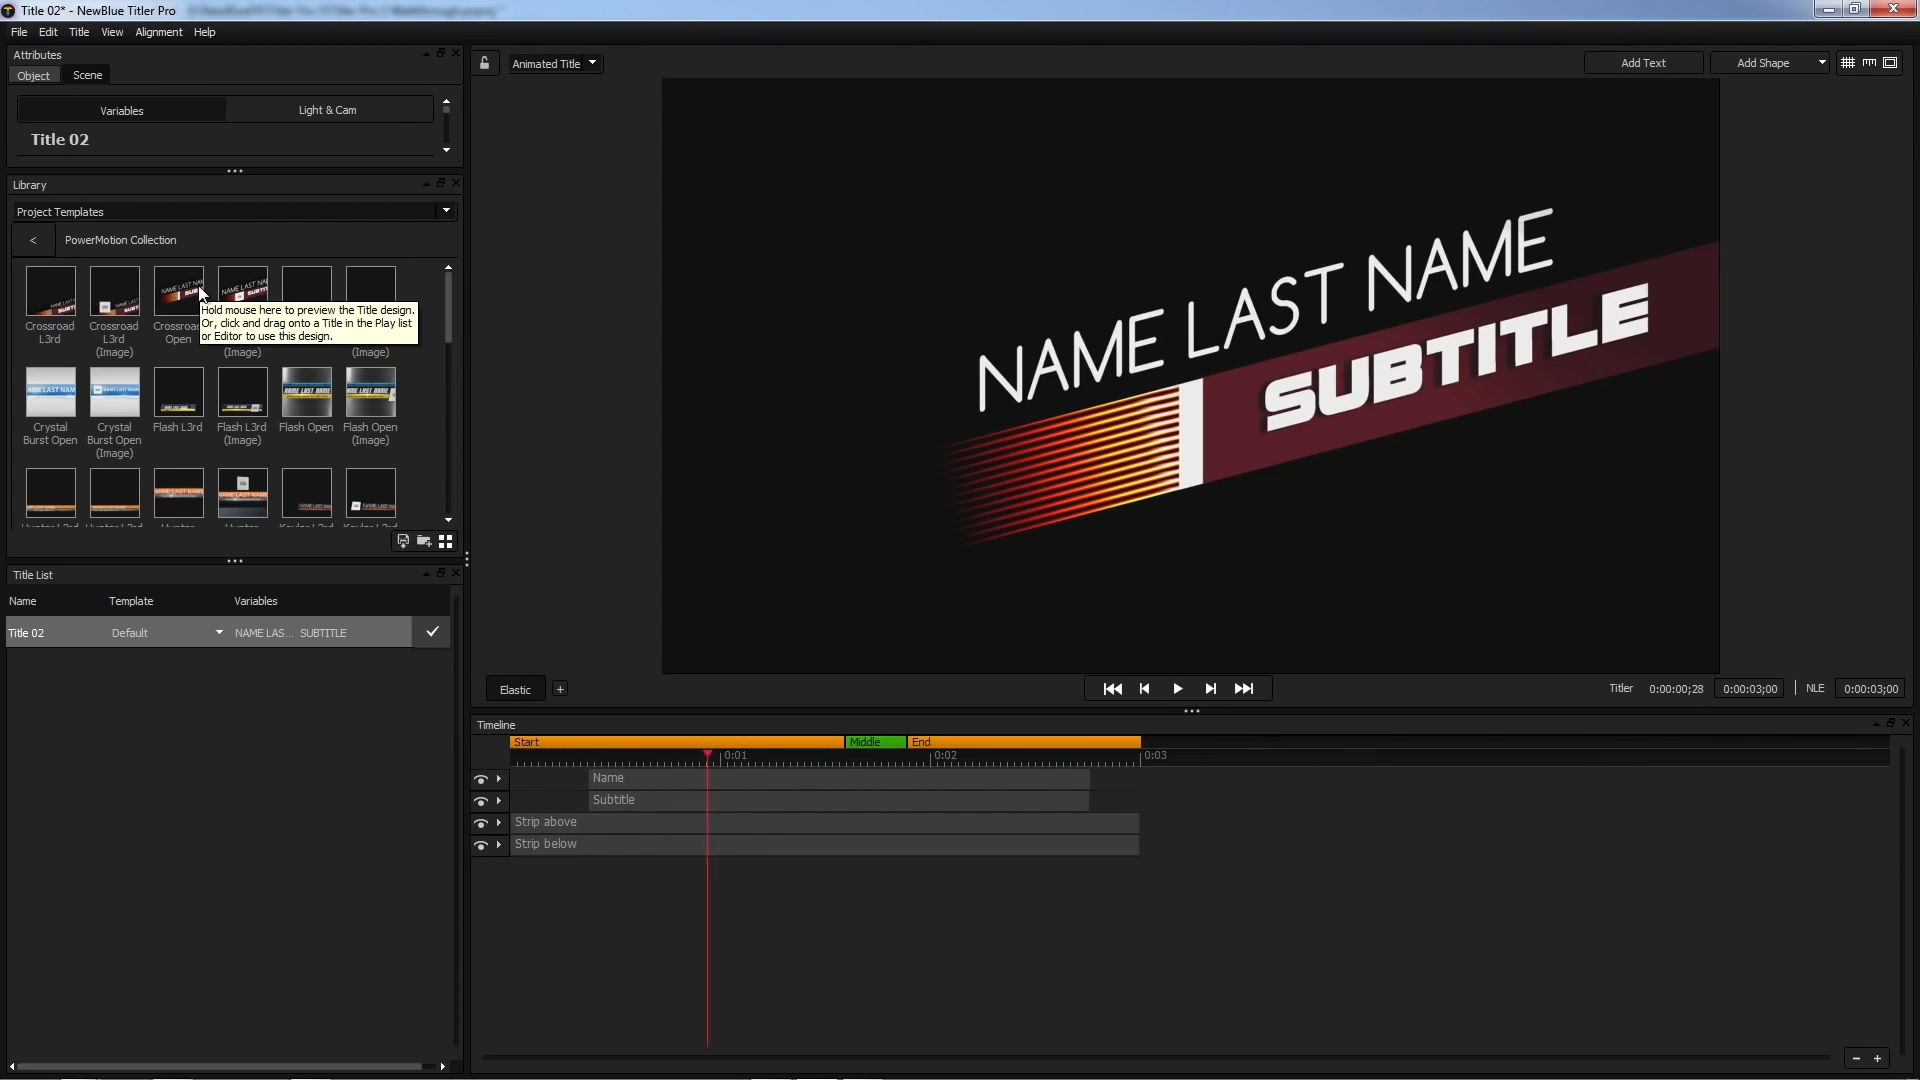 Title 02* - NewBlue Titler Pro
File Edit Title View Alignment Help
Attributes
Object Scene
Variables Light & Cam
Title 02
Library
Project Templates
< PowerMotion Collection
Crossroad L3rd
Crossroad L3rd (Image)
Crossroad Open
(Image)
(Image)
Hold mouse here to preview the Title design.
Or, click and drag onto a Title in the Play list
or Editor to use this design.
Crystal Burst Open
Crystal Burst Open (Image)
Flash L3rd
Flash L3rd (Image)
Flash Open
Flash Open (Image)
Title List
Name Template Variables
Title 02 Default NAME LAS... SUBTITLE
Animated Title
Add Text Add Shape
NAME LAST NAME
SUBTITLE
Elastic +
Titler 0:00:00;28 0:00:03;00 NLE 0:00:03;00
Timeline
Start Middle End
0:01 0:02 0:03
Name
Subtitle
Strip above
Strip below
- +